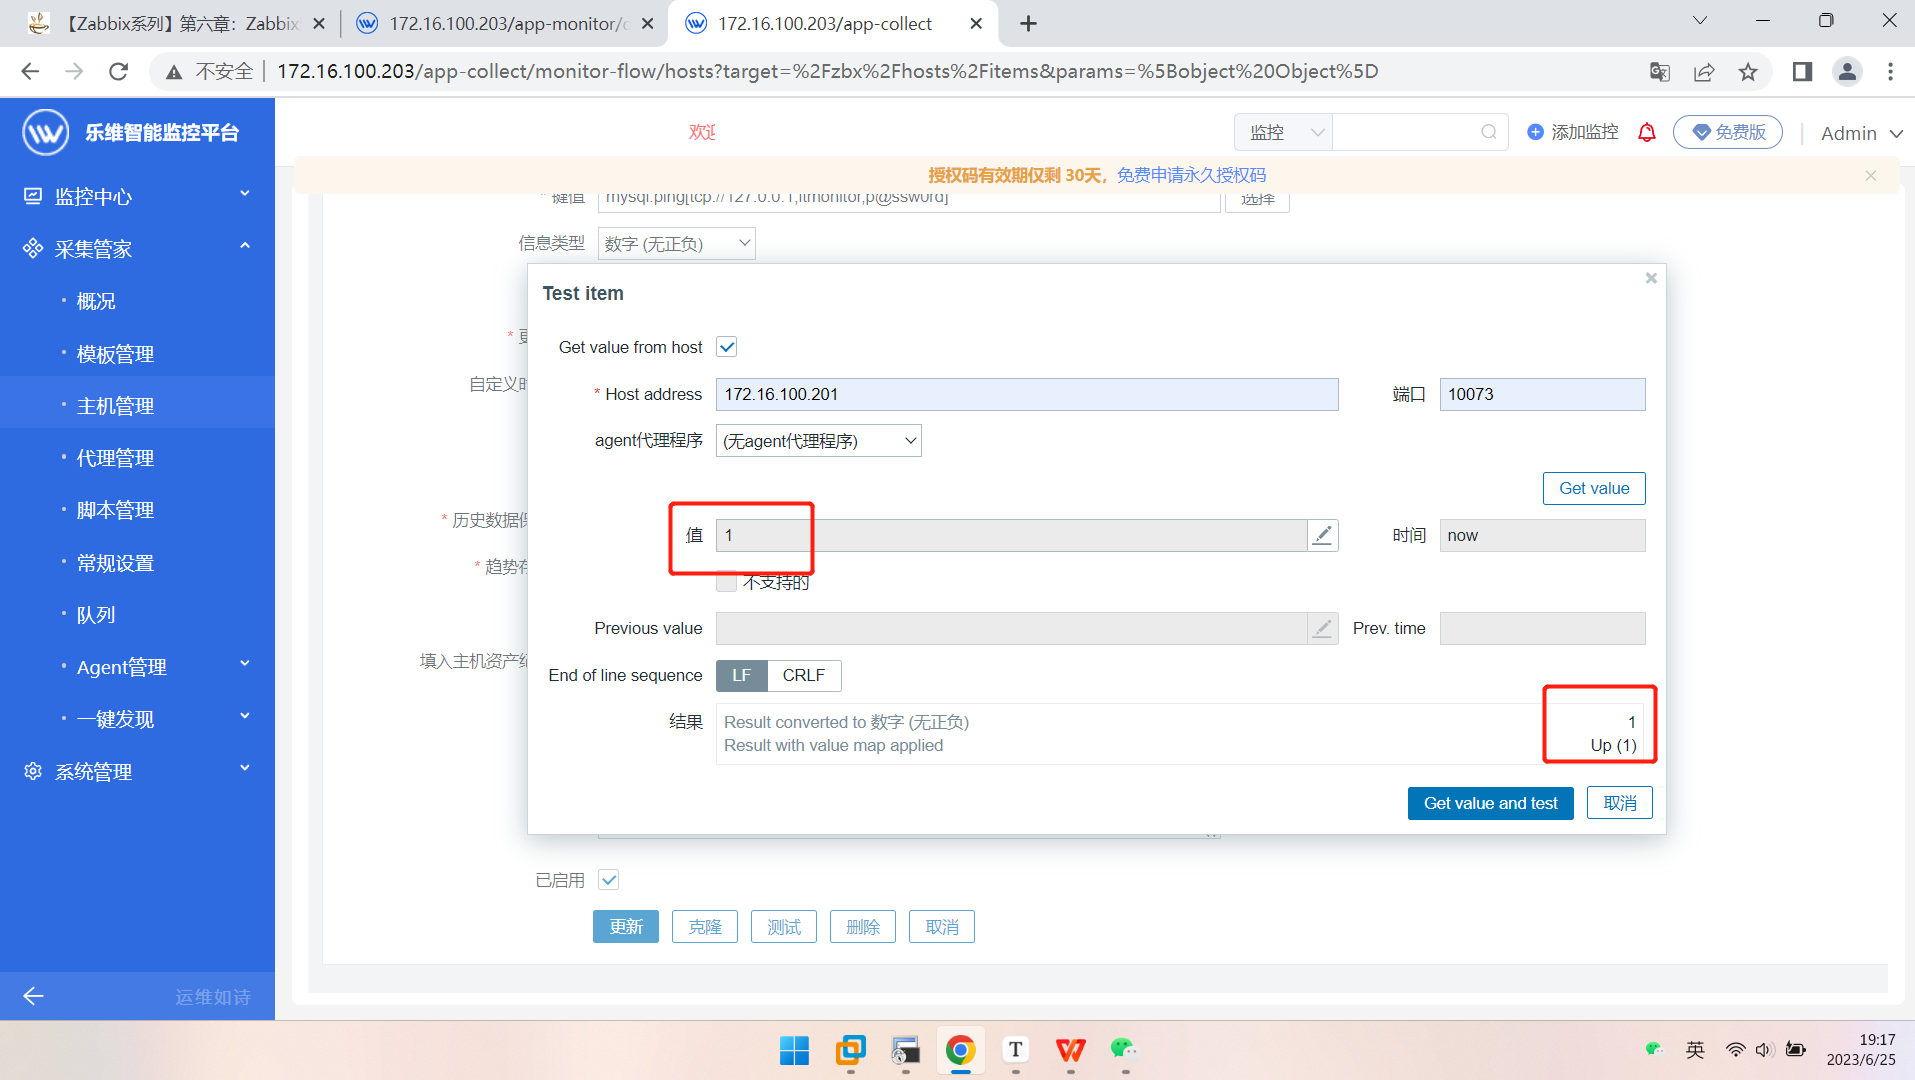 【Zabbix系列】第六章：Zabbix
172.16.100.203/app-monitor/
172.16.100.203/app-collect
不安全
172.16.100.203/app-collect/monitor-flow/hosts?target=%2Fzbx%2Fhosts%2Fitems&params=%5Bobject%20Object%5D
乐维智能监控平台
欢迎
监控
添加监控
免费版
Admin
授权码有效期仅剩 30天，免费申请永久授权码
监控中心
采集管家
概况
模板管理
主机管理
代理管理
脚本管理
常规设置
队列
Agent管理
一键发现
系统管理
运维如诗
* 键值
mysql.ping[tcp://127.0.0.1,itmonitor,p@ssw0rd]
选择
信息类型
数字 (无正负)
* 更
自定义时
* 历史数据保
* 趋势存
填入主机资产纟
Test item
Get value from host
* Host address
172.16.100.201
端口
10073
agent代理程序
(无agent代理程序)
Get value
值
1
时间
now
不支持的
Previous value
Prev. time
End of line sequence
LF
CRLF
结果
Result converted to 数字 (无正负)
1
Result with value map applied
Up (1)
Get value and test
取消
已启用
更新
克隆
测试
删除
取消
T
英
19:17
2023/6/25